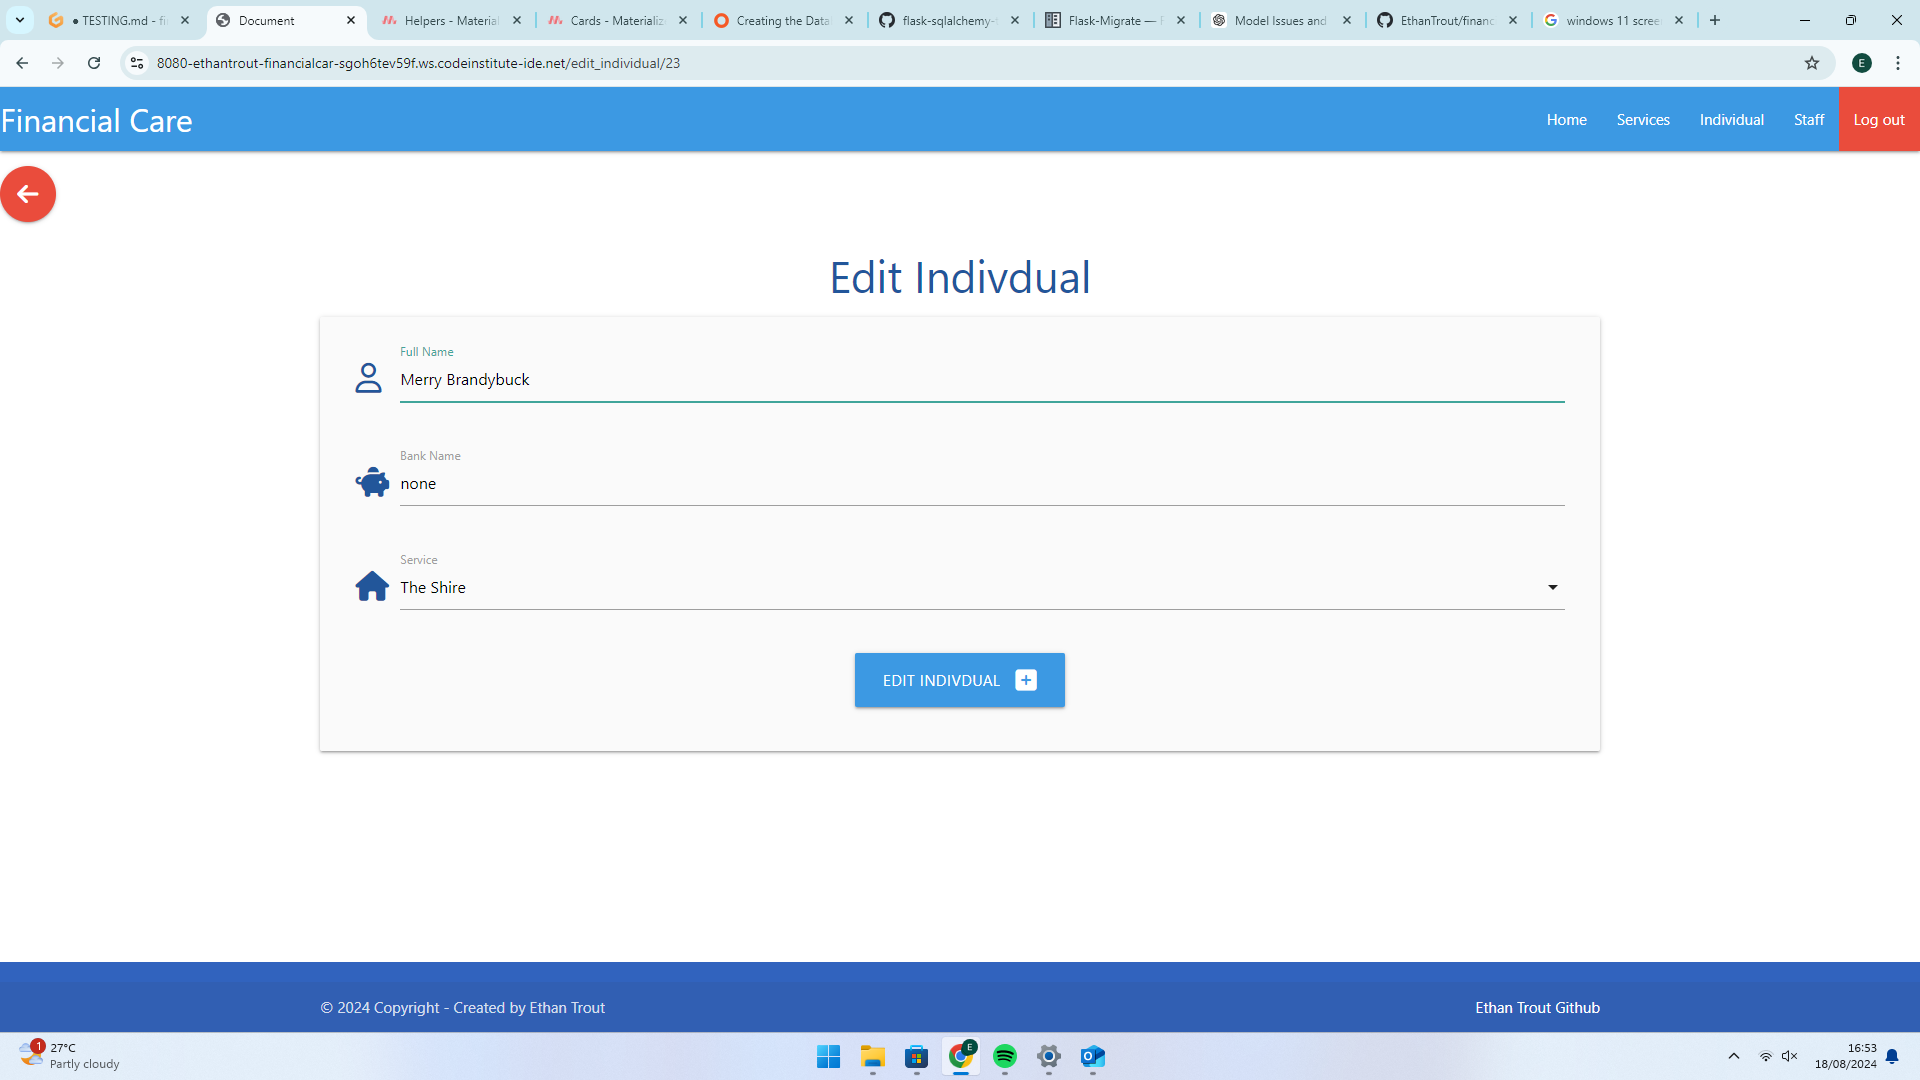 TESTING.md - fi
Document
Helpers - Material
Cards - Materializ
Creating the Data
flask-sqlalchemy-
Flask-Migrate —
Model Issues and
EthanTrout/financ
windows 11 scree
8080-ethantrout-financialcar-sgoh6tev59f.ws.codeinstitute-ide.net/edit_individual/23
E
Financial Care
Home
Services
Individual
Staff
Log out
Edit Indivdual
Full Name
Merry Brandybuck
Bank Name
none
Service
The Shire
EDIT INDIVDUAL
© 2024 Copyright - Created by Ethan Trout
Ethan Trout Github
1
27°C
Partly cloudy
E
16:53
18/08/2024